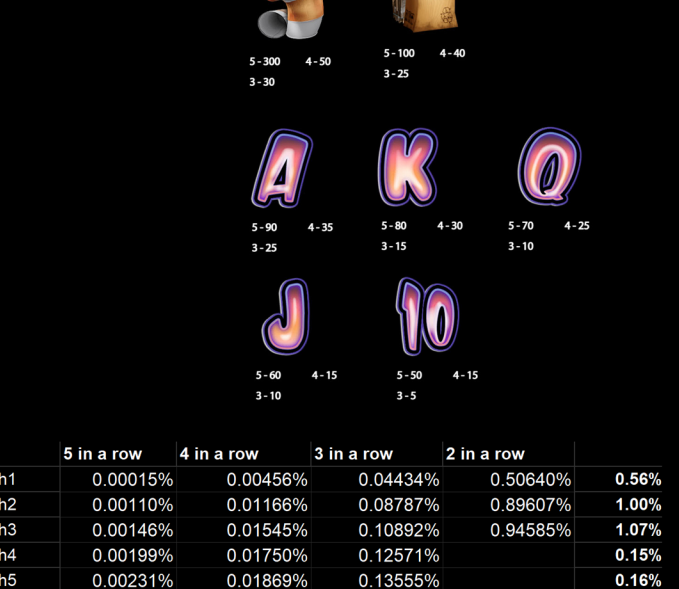 5-300 4-50
3-30
5-100 4-40
3-25
A K Q
5-90 4-35
3-25
5-80 4-30
3-15
5-70 4-25
3-10
J 10
5-60 4-15
3-10
5-50 4-15
3-5
5 in a row 4 in a row 3 in a row 2 in a row
h1 0.00015% 0.00456% 0.04434% 0.50640% 0.56%
h2 0.00110% 0.01166% 0.08787% 0.89607% 1.00%
h3 0.00146% 0.01545% 0.10892% 0.94585% 1.07%
h4 0.00199% 0.01750% 0.12571% 0.15%
h5 0.00231% 0.01869% 0.13555% 0.16%